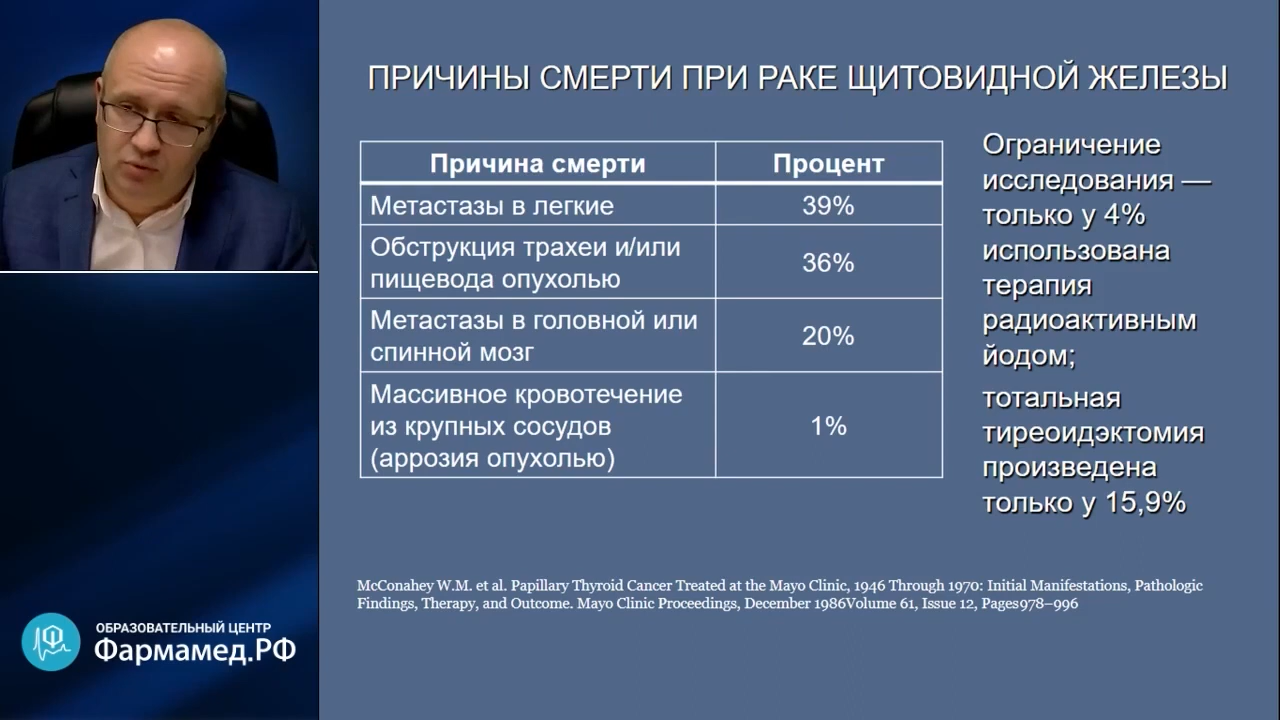 ПРИЧИНЫ СМЕРТИ ПРИ РАКЕ ЩИТОВИДНОЙ ЖЕЛЕЗЫ
Причина смерти
Процент
Метастазы в легкие
39%
Обструкция трахеи и/или
пищевода опухолью
36%
Метастазы в головной или
спинной мозг
20%
Массивное кровотечение
из крупных сосудов
(аррозия опухолью)
1%
Ограничение
исследования —
только у 4%
использована
терапия
радиоактивным
йодом;
тотальная
тиреоидэктомия
произведена
только у 15,9%
McConahey W.M. et al. Papillary Thyroid Cancer Treated at the Mayo Clinic, 1946 Through 1970: Initial Manifestations, Pathologic
Findings, Therapy, and Outcome. Mayo Clinic Proceedings, December 1986Volume 61, Issue 12, Pages978–996
ОБРАЗОВАТЕЛЬНЫЙ ЦЕНТР
Фармамед.РФ